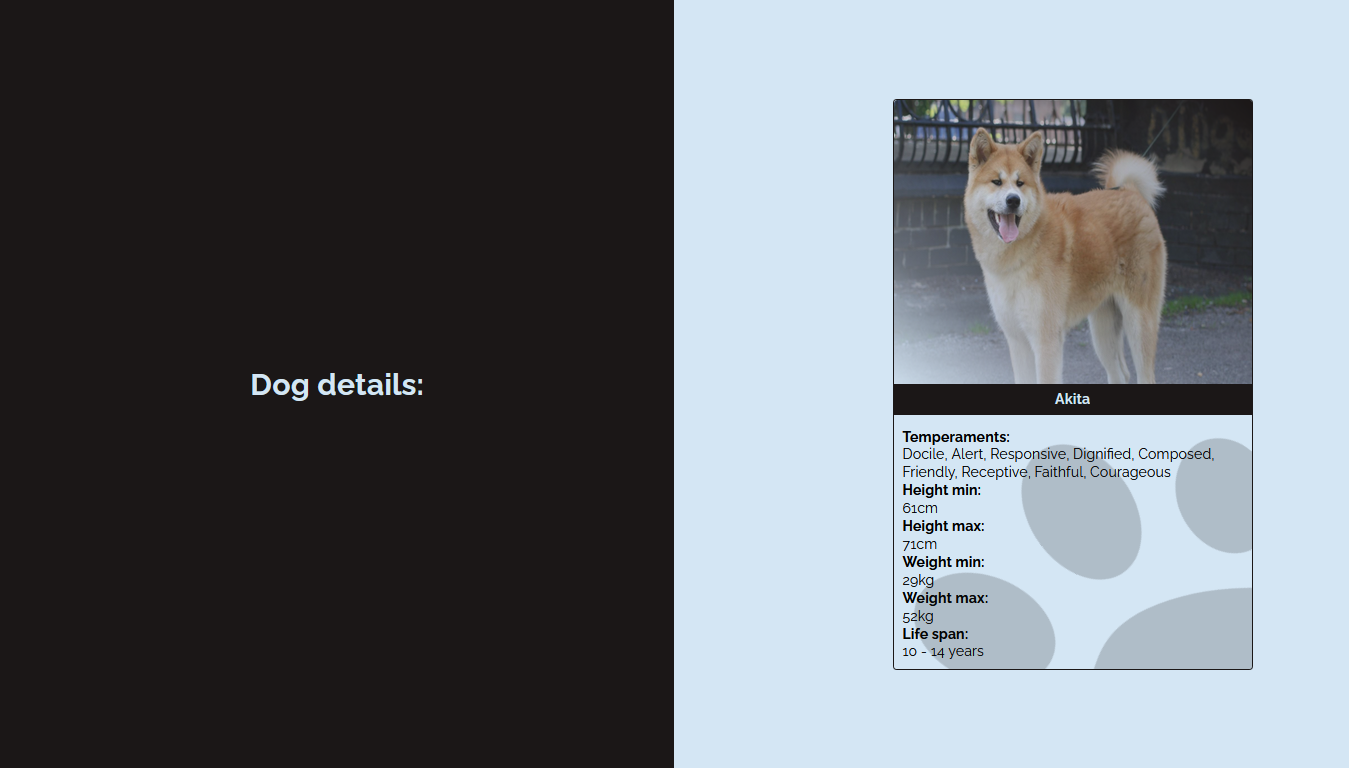 Dog details:
Akita
Temperaments:
Docile, Alert, Responsive, Dignified, Composed,
Friendly, Receptive, Faithful, Courageous
Height min:
61cm
Height max:
71cm
Weight min:
29kg
Weight max:
52kg
Life span:
10 - 14 years